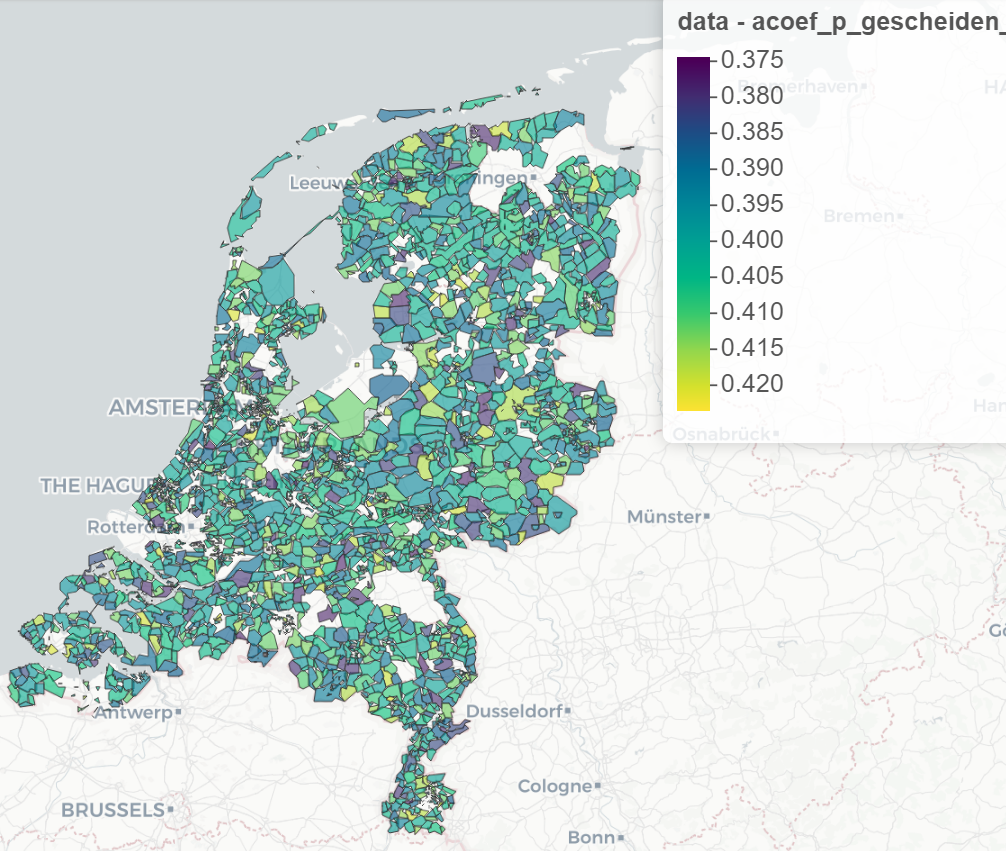 data - acoef_p_gescheiden_
0.375
0.380
0.385
0.390
0.395
0.400
0.405
0.410
0.415
0.420
Bremerhaven
HA
Leeuw
ningen
Bremen
AMSTER
Han
Osnabrück
THE HAGUE
Münster
Rotterdam
Gö
Antwerp
Dusseldorf
Cologne
BRUSSELS
Bonn